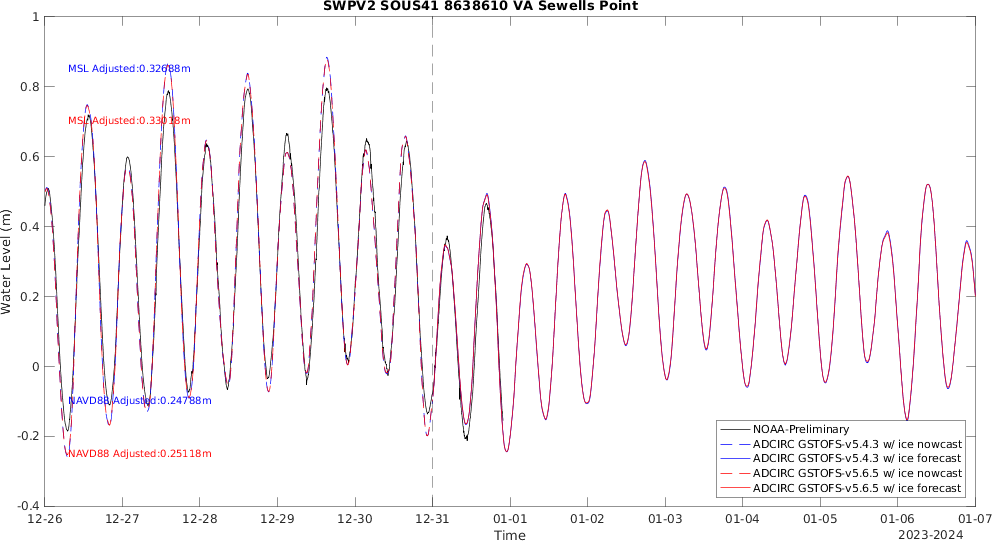 SWPV2 SOUS41 8638610 VA Sewells Point
1
0.8
0.6
0.4
0.2
0
-0.2
-0.4
Water Level (m)
MSL Adjusted:0.32688m
MSL Adjusted:0.33018m
NAVD88 Adjusted:0.24788m
NAVD88 Adjusted:0.25118m
NOAA-Preliminary
ADCIRC GSTOFS-v5.4.3 w/ ice nowcast
ADCIRC GSTOFS-v5.4.3 w/ ice forecast
ADCIRC GSTOFS-v5.6.5 w/ ice nowcast
ADCIRC GSTOFS-v5.6.5 w/ ice forecast
12-26 12-27 12-28 12-29 12-30 12-31 01-01 01-02 01-03 01-04 01-05 01-06 01-07
Time
2023-2024